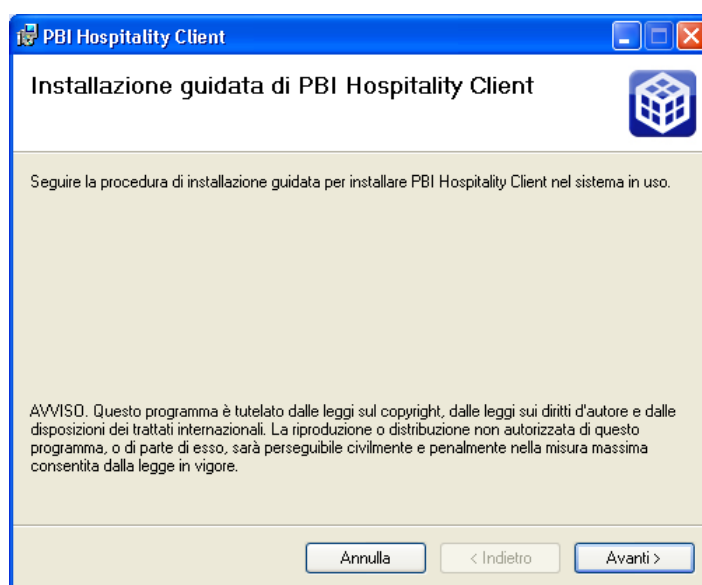 PBI Hospitality Client
Installazione guidata di PBI Hospitality Client
Seguire la procedura di installazione guidata per installare PBI Hospitality Client nel sistema in uso.
AVVISO. Questo programma è tutelato dalle leggi sul copyright, dalle leggi sui diritti d'autore e dalle
disposizioni dei trattati internazionali. La riproduzione o distribuzione non autorizzata di questo
programma, o di parte di esso, sarà perseguibile civilmente e penalmente nella misura massima
consentita dalla legge in vigore.
Annulla
< Indietro
Avanti >